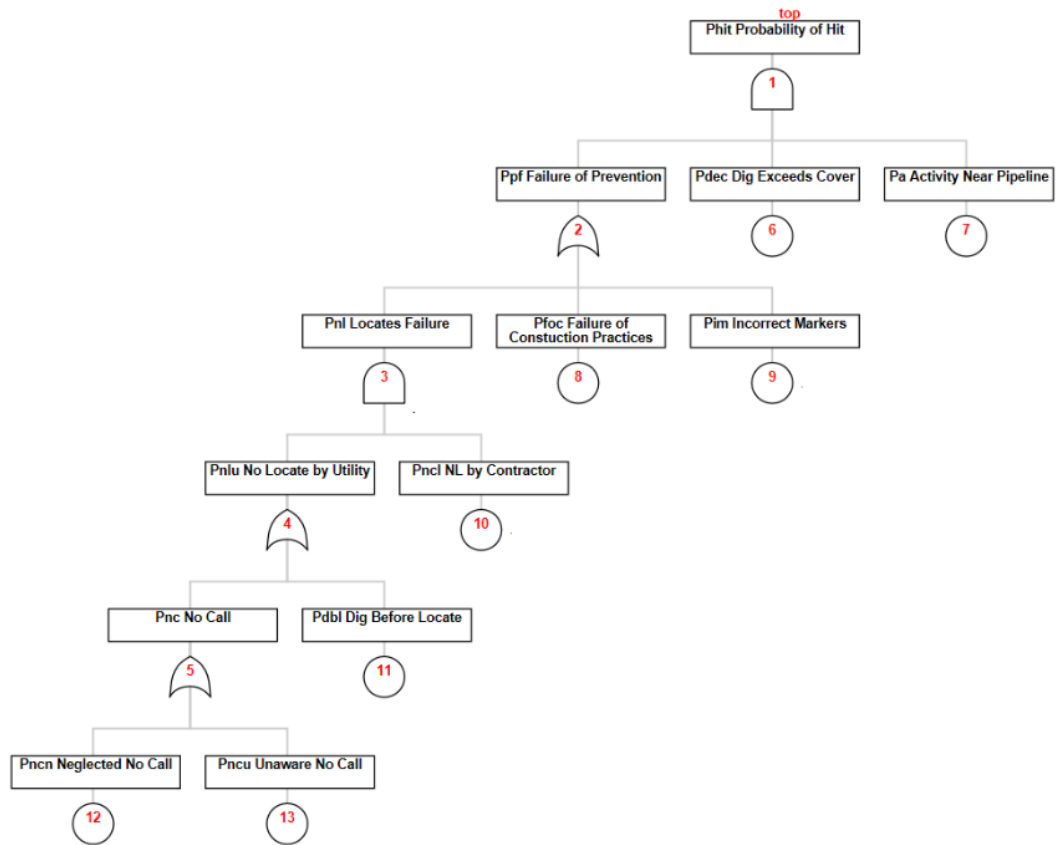 top
Phit Probability of Hit
1
Ppf Failure of Prevention
Pdec Dig Exceeds Cover
Pa Activity Near Pipeline
2
6
7
Pnl Locates Failure
Pfoc Failure of
Constuction Practices
Pim Incorrect Markers
3
8
9
Pnlu No Locate by Utility
Pncl NL by Contractor
4
10
Pnc No Call
Pdbl Dig Before Locate
5
11
Pncn Neglected No Call
Pncu Unaware No Call
12
13